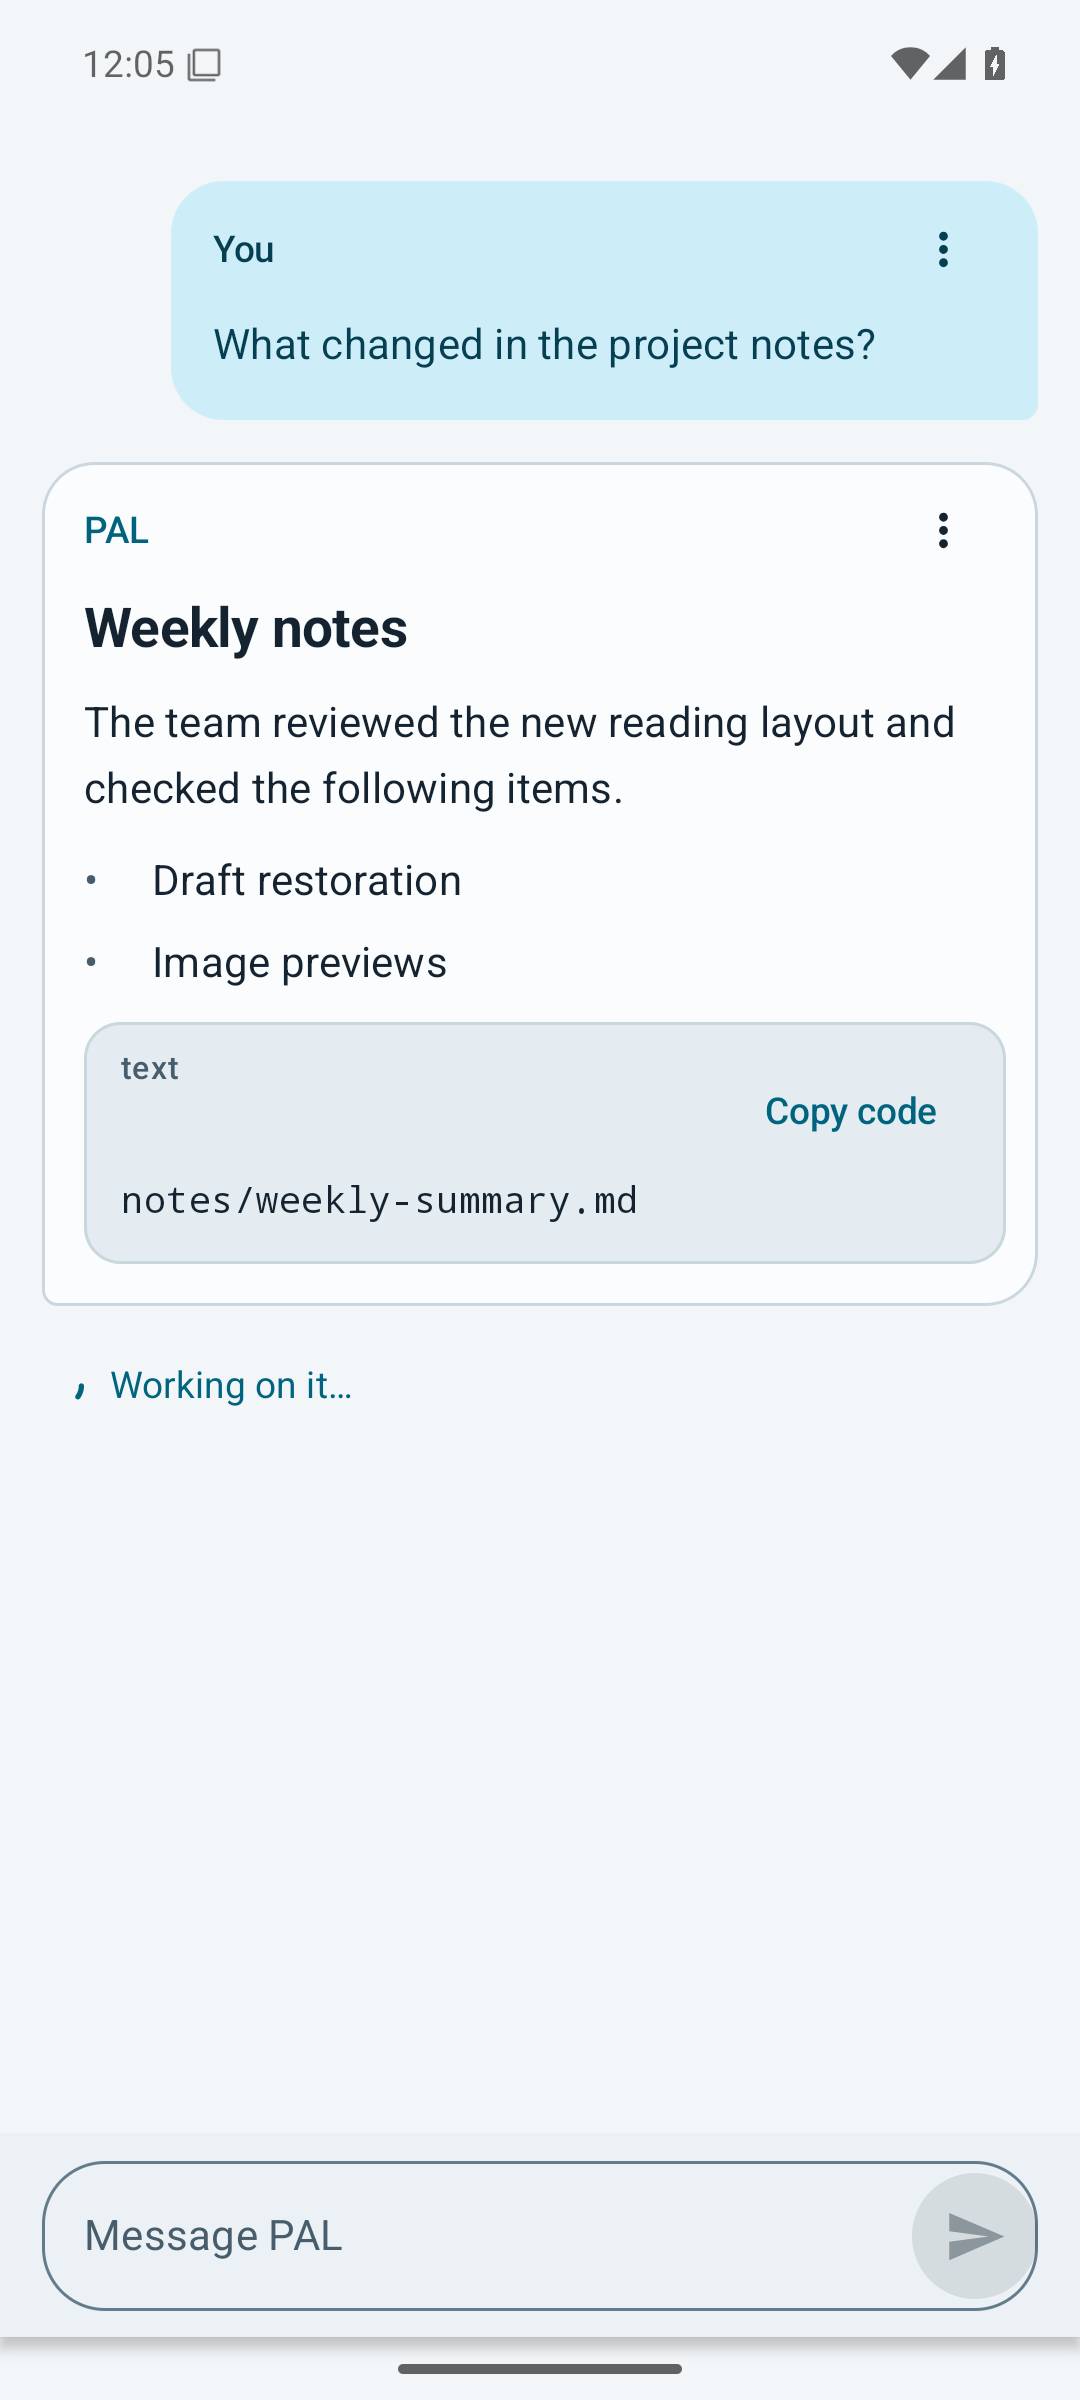 12:05
You
What changed in the project notes?
PAL
Weekly notes
The team reviewed the new reading layout and
checked the following items.
• Draft restoration
• Image previews
text
Copy code
notes/weekly-summary.md
Working on it…
Message PAL